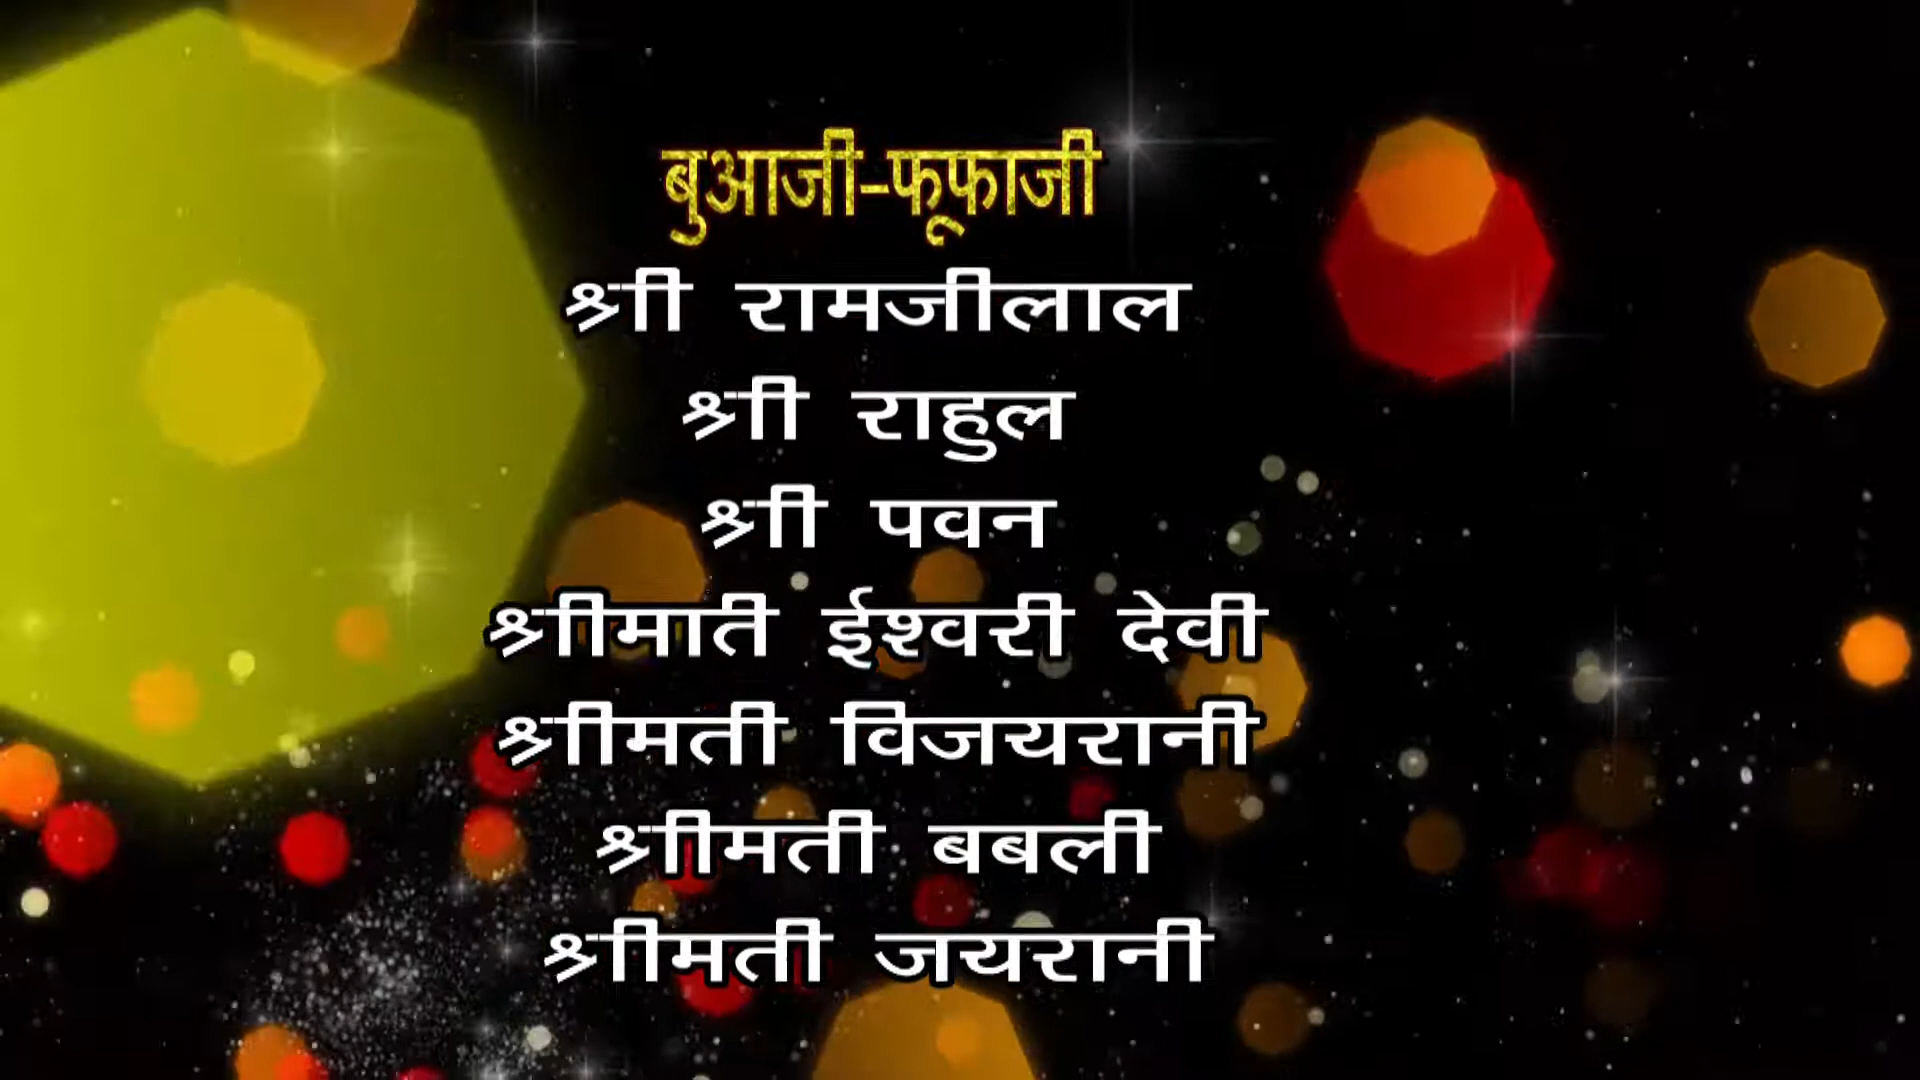 बुआजी-फूफाजी
श्री रामजीलाल
श्री राहुल
श्री पवन
श्रीमाते ईश्वरी देवी
श्रीमती विजयरानी
श्रीमती बबली
श्रीमती जयरानी